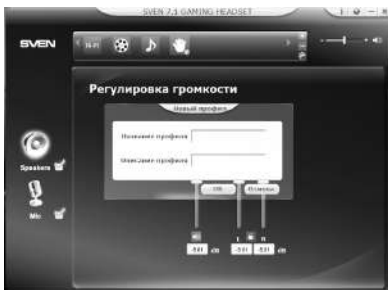 SVEN 7.1 GAMING HEADSET
SVEN
Hi-Fi
Регулировка громкости
Новый профиль
Название профиля
Описание профиля
OK
Отмена
Speakers
Mic
L R
dB
dB